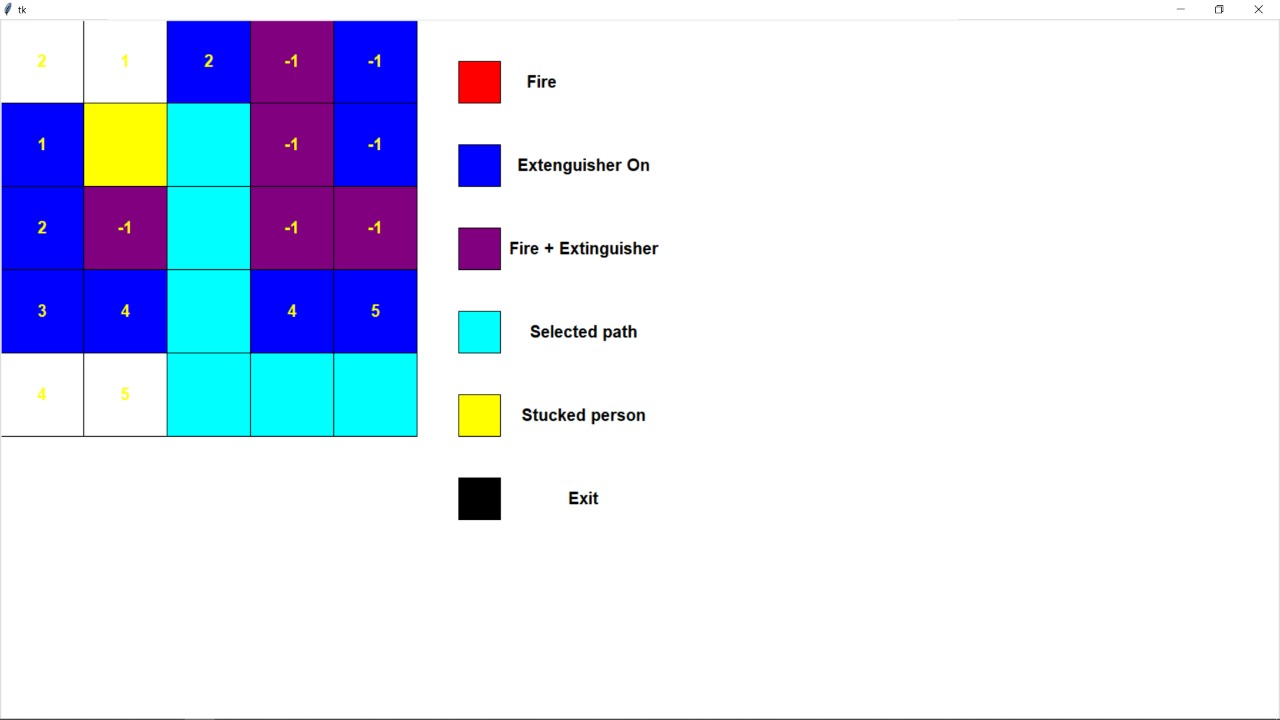 tk
2 1 2 -1 -1
Fire
1 -1 -1
Extenguisher On
2 -1 -1 -1
Fire + Extinguisher
3 4 4 5
Selected path
4 5
Stucked person
Exit